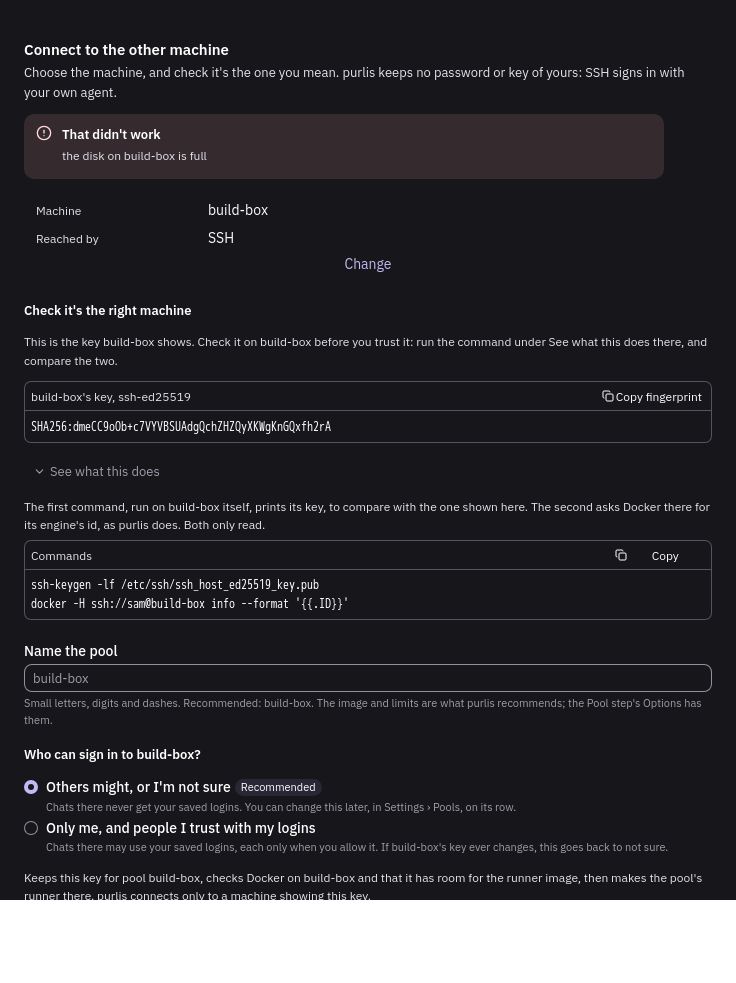 Connect to the other machine
Choose the machine, and check it's the one you mean. purlis keeps no password or key of yours: SSH signs in with
your own agent.
That didn't work
the disk on build-box is full
Machine build-box
Reached by SSH
Change
Check it's the right machine
This is the key build-box shows. Check it on build-box before you trust it: run the command under See what this does there, and
compare the two.
build-box's key, ssh-ed25519 Copy fingerprint
SHA256:dmeCC9oOb+c7VYVBSUAdgQchZHZQyXKWgKnGQxfh2rA
See what this does
The first command, run on build-box itself, prints its key, to compare with the one shown here. The second asks Docker there for
its engine's id, as purlis does. Both only read.
Commands Copy
ssh-keygen -lf /etc/ssh/ssh_host_ed25519_key.pub
docker -H ssh://sam@build-box info --format '{{.ID}}'
Name the pool
build-box
Small letters, digits and dashes. Recommended: build-box. The image and limits are what purlis recommends; the Pool step's Options has
them.
Who can sign in to build-box?
Others might, or I'm not sure Recommended
Chats there never get your saved logins. You can change this later, in Settings › Pools, on its row.
Only me, and people I trust with my logins
Chats there may use your saved logins, each only when you allow it. If build-box's key ever changes, this goes back to not sure.
Keeps this key for pool build-box, checks Docker on build-box and that it has room for the runner image, then makes the pool's
runner there. purlis connects only to a machine showing this key.